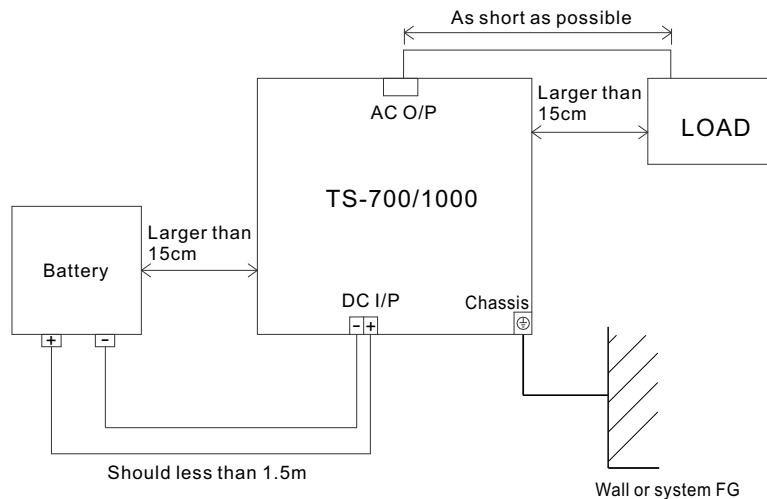 As short as possible
AC O/P
Larger than
15cm
LOAD
TS-700/1000
Larger than
15cm
Battery
DC I/P
Chassis
- +
+ -
Should less than 1.5m
Wall or system FG